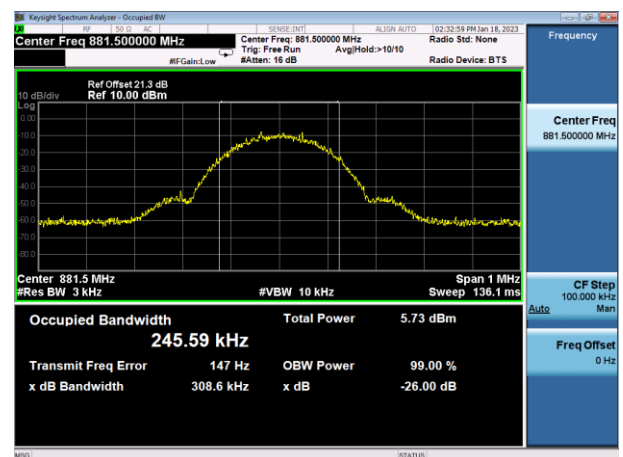 Keysight Spectrum Analyzer - Occupied BW
RF 50 Ω AC SENSE:INT ALIGN AUTO 02:32:59 PM Jan 18, 2023
Center Freq 881.500000 MHz
Center Freq: 881.500000 MHz Radio Std: None
Trig: Free Run Avg|Hold:>10/10
#IFGain:Low #Atten: 16 dB Radio Device: BTS
Frequency
Ref Offset 21.3 dB
10 dB/div Ref 10.00 dBm
Log
0.00
-10.0
-20.0
-30.0
-40.0
-50.0
-60.0
-70.0
-80.0
Center 881.5 MHz Span 1 MHz
#Res BW 3 kHz #VBW 10 kHz Sweep 136.1 ms
Occupied Bandwidth Total Power 5.73 dBm
245.59 kHz
Transmit Freq Error 147 Hz OBW Power 99.00 %
x dB Bandwidth 308.6 kHz x dB -26.00 dB
Center Freq
881.500000 MHz
CF Step
100.000 kHz
Auto Man
Freq Offset
0 Hz
MSG STATUS